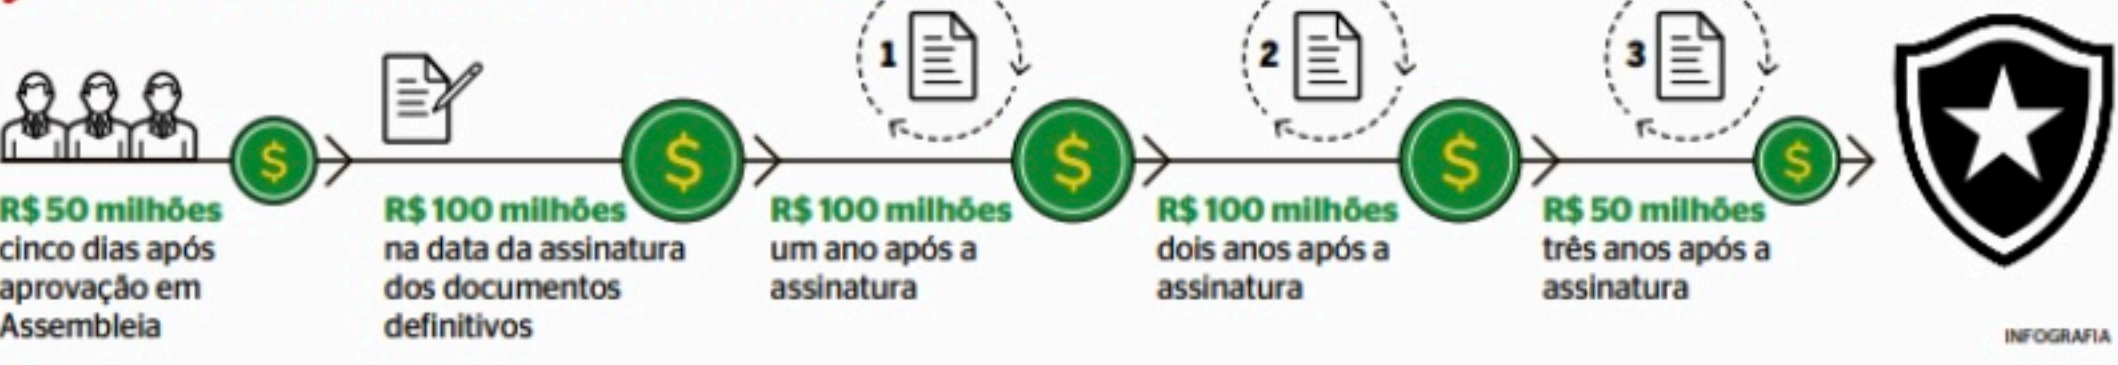 1
2
3
$
$
$
$
$
R$ 50 milhões
cinco dias após
aprovação em
Assembleia
R$ 100 milhões
na data da assinatura
dos documentos
definitivos
R$ 100 milhões
um ano após a
assinatura
R$ 100 milhões
dois anos após a
assinatura
R$ 50 milhões
três anos após a
assinatura
INFOGRAFIA